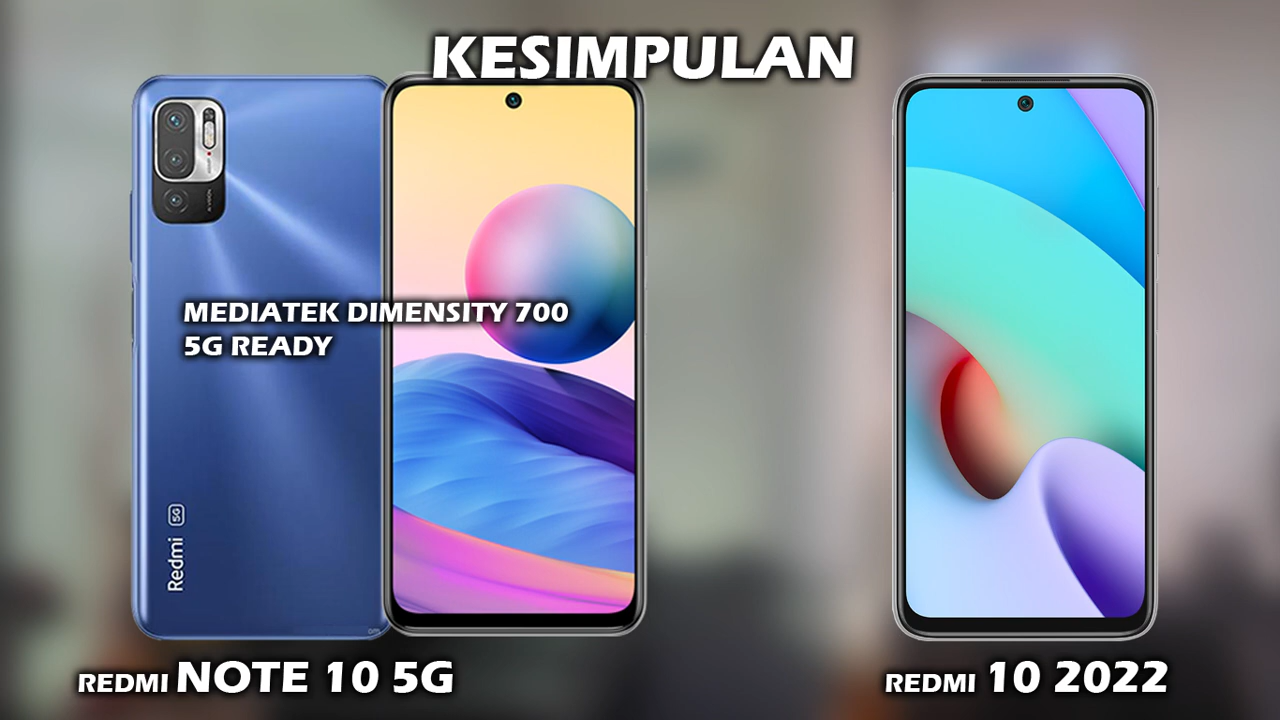 KESIMPULAN
MEDIATEK DIMENSITY 700
5G READY
Redmi 5G
REDMI NOTE 10 5G
REDMI 10 2022